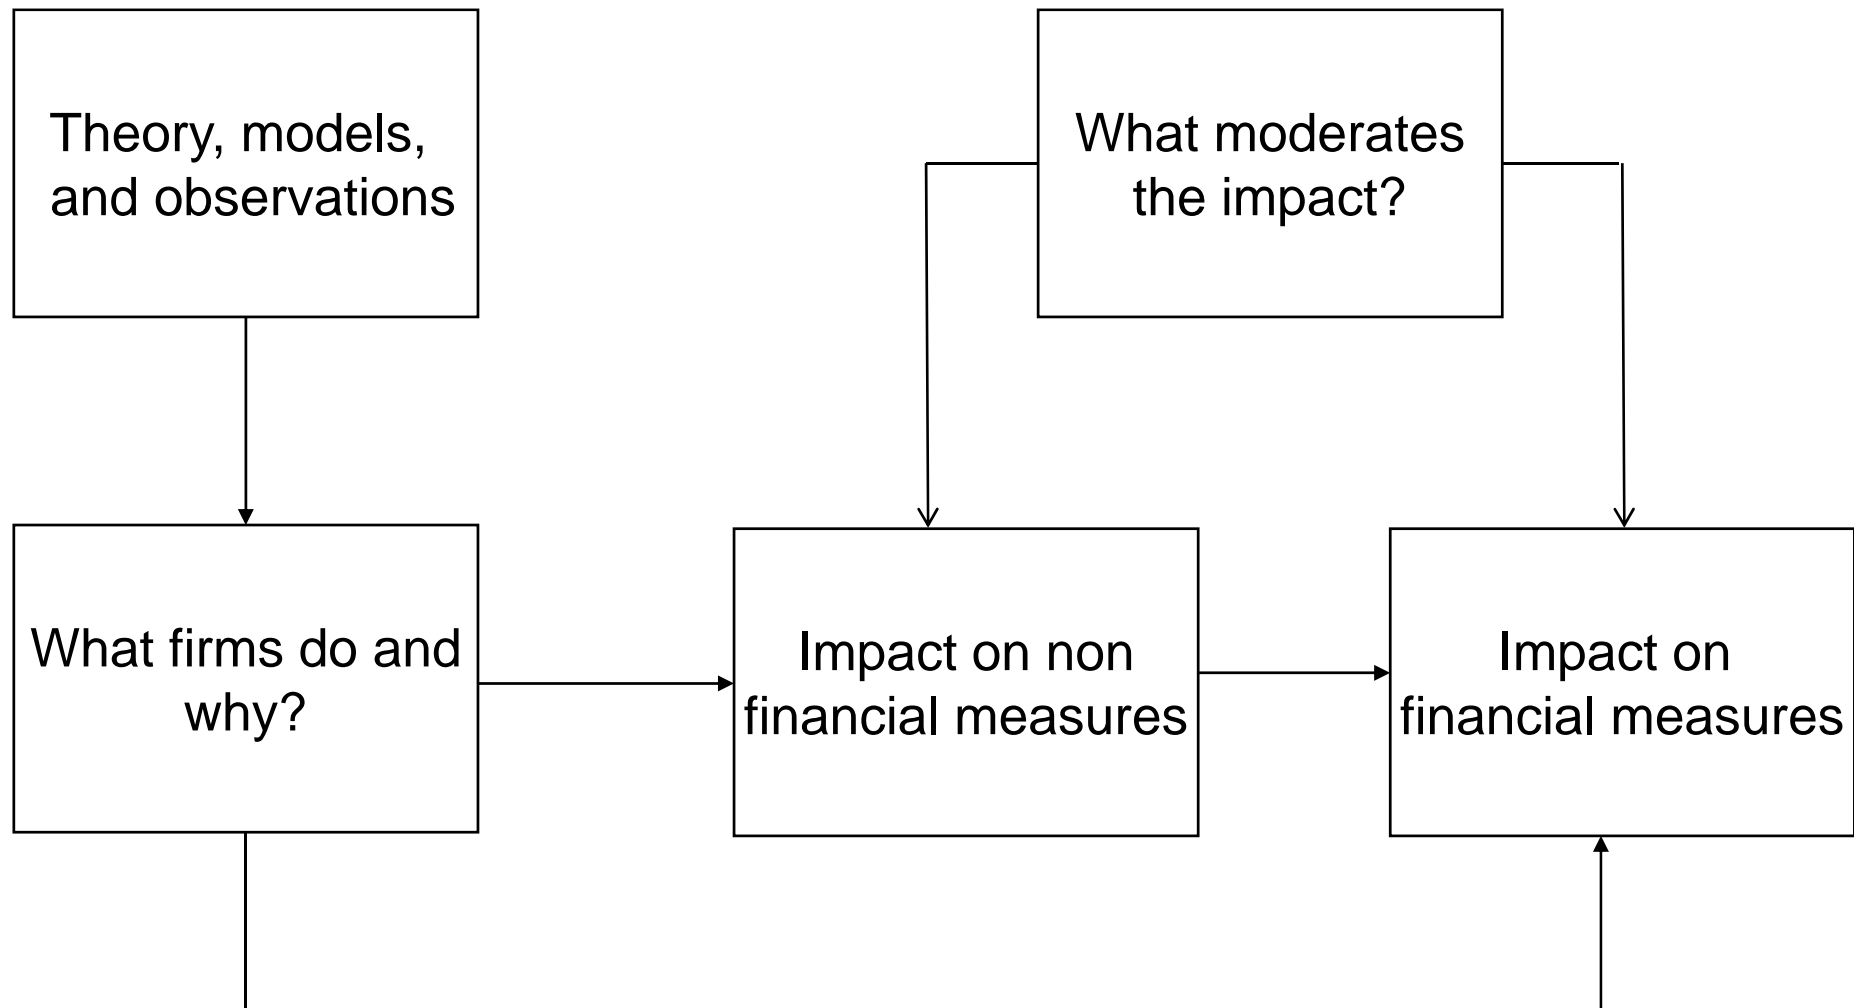 Theory, models,
and observations
What moderates
the impact?
What firms do and
why?
Impact on non
financial measures
Impact on
financial measures